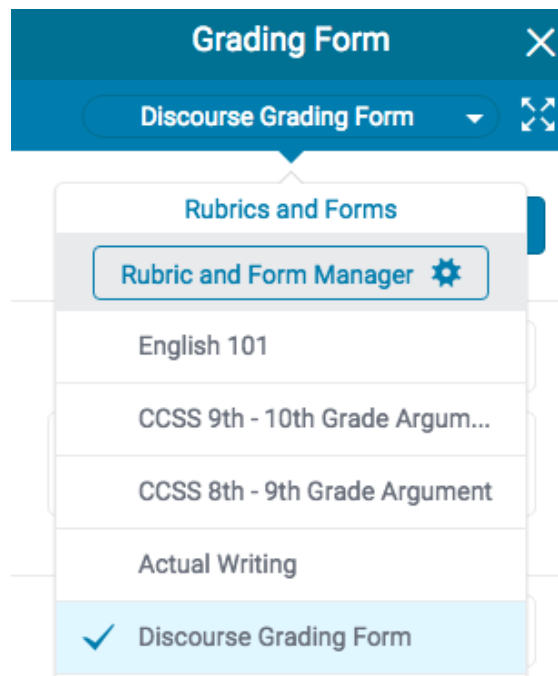 Grading Form
Discourse Grading Form
Rubrics and Forms
Rubric and Form Manager
English 101
CCSS 9th - 10th Grade Argum...
CCSS 8th - 9th Grade Argument
Actual Writing
Discourse Grading Form